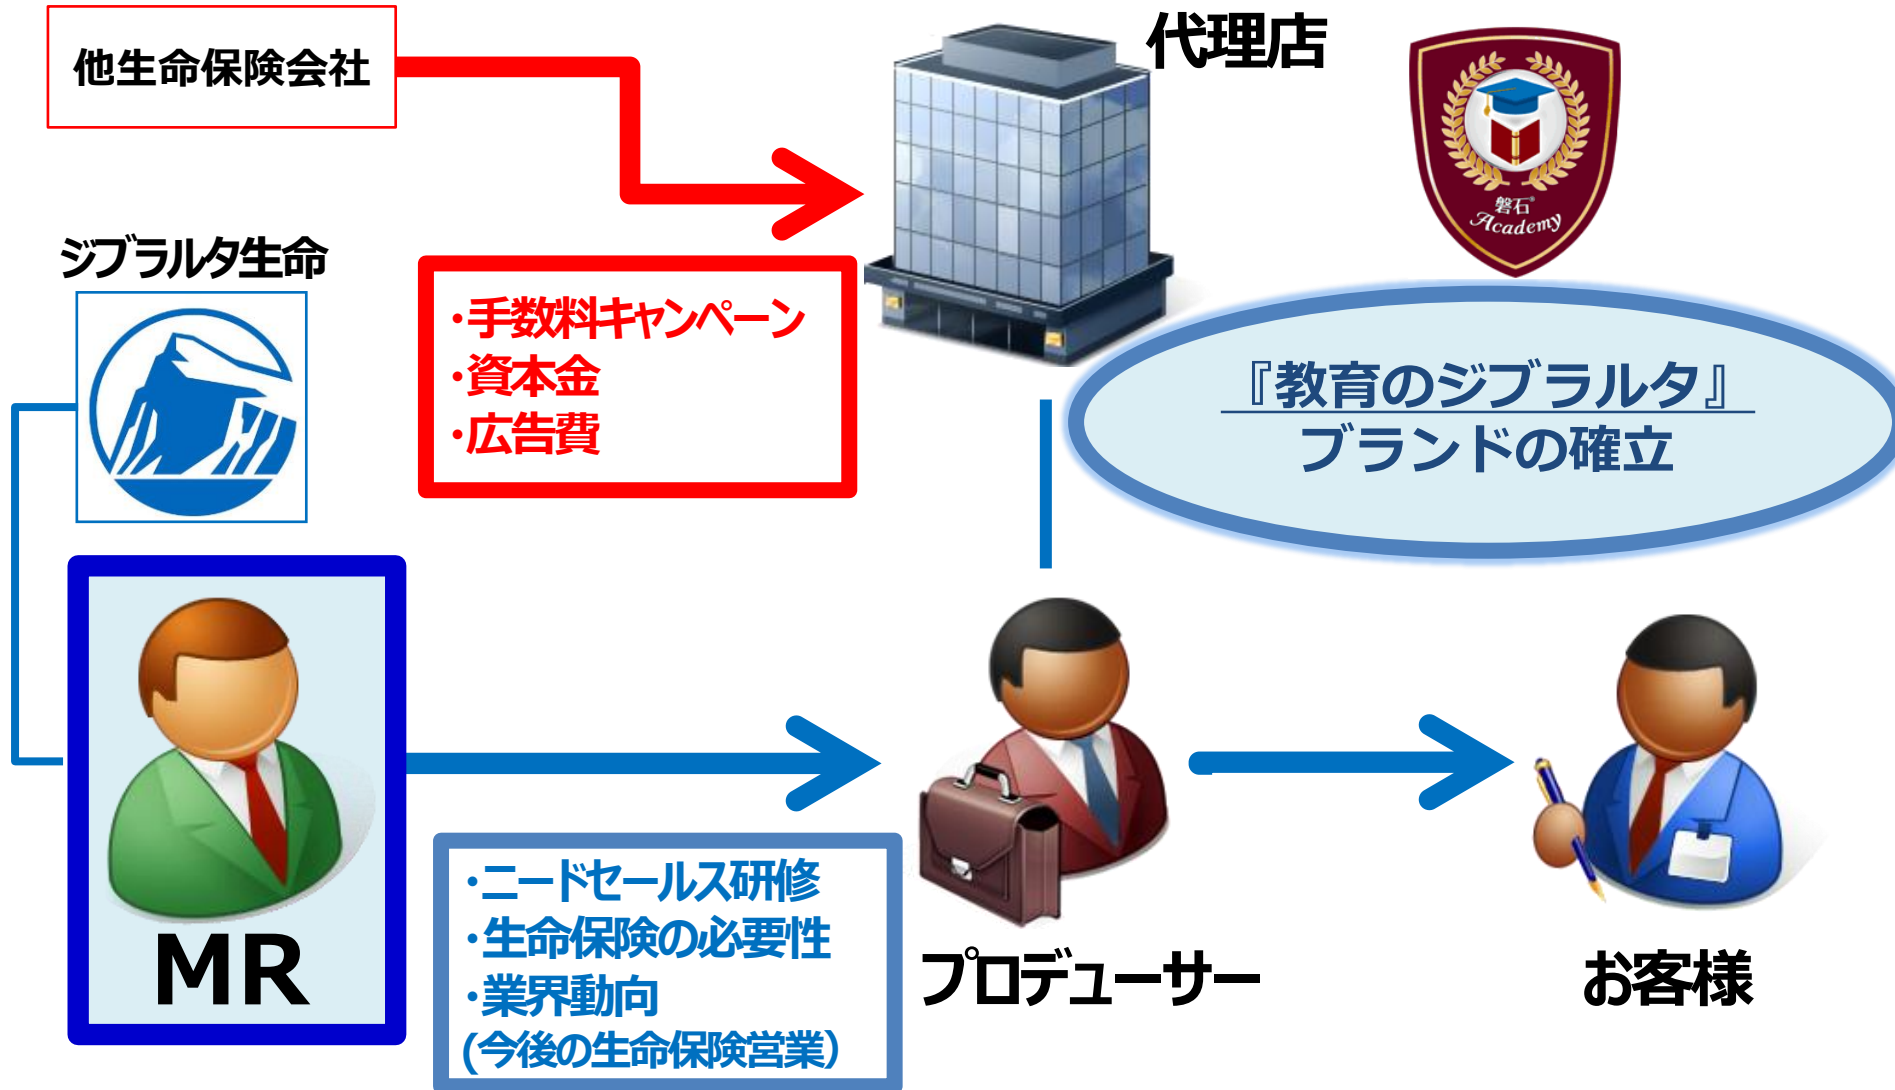 他生命保険会社
代理店
磐石®
Academy
ジブラルタ生命
・手数料キャンペーン
・資本金
・広告費
『教育のジブラルタ』
ブランドの確立
MR
・ニードセールス研修
・生命保険の必要性
・業界動向
(今後の生命保険営業）
プロデューサー
お客様